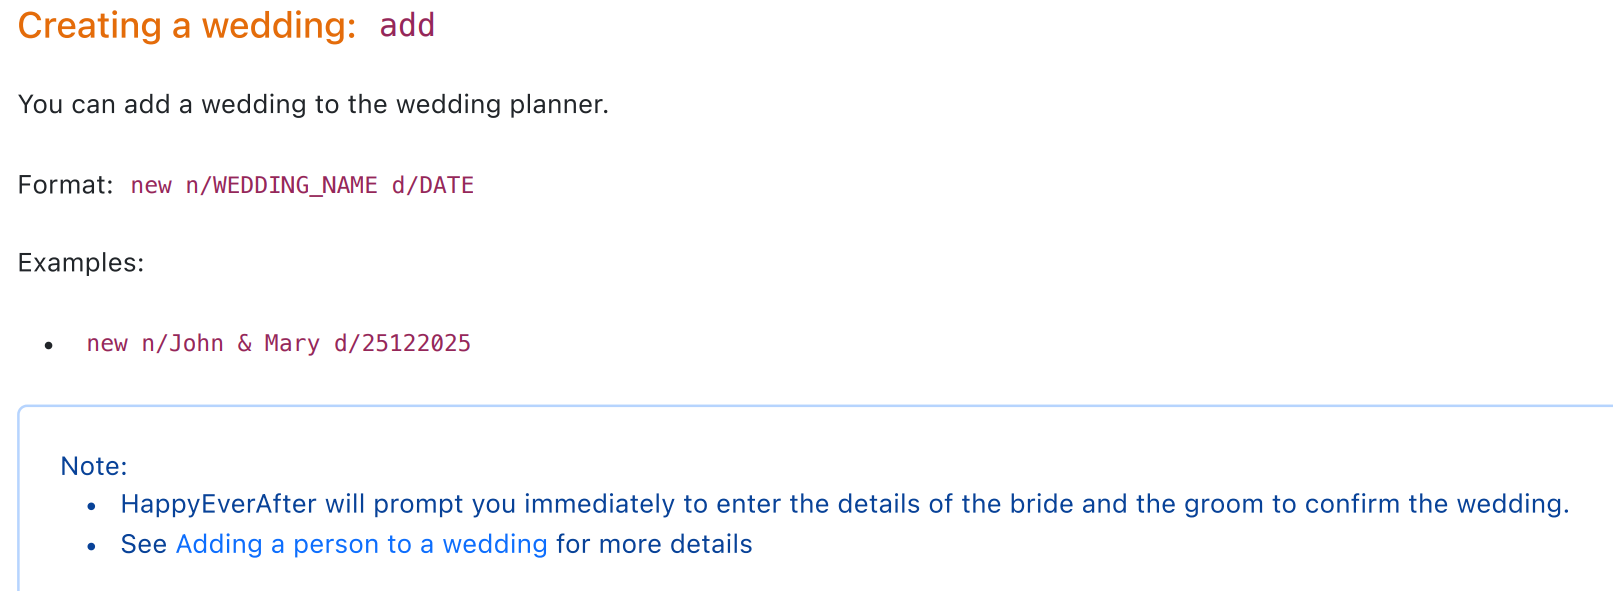 Creating a wedding: add
You can add a wedding to the wedding planner.
Format: new n/WEDDING_NAME d/DATE
Examples:
• new n/John & Mary d/25122025
Note:
• HappyEverAfter will prompt you immediately to enter the details of the bride and the groom to confirm the wedding.
• See Adding a person to a wedding for more details